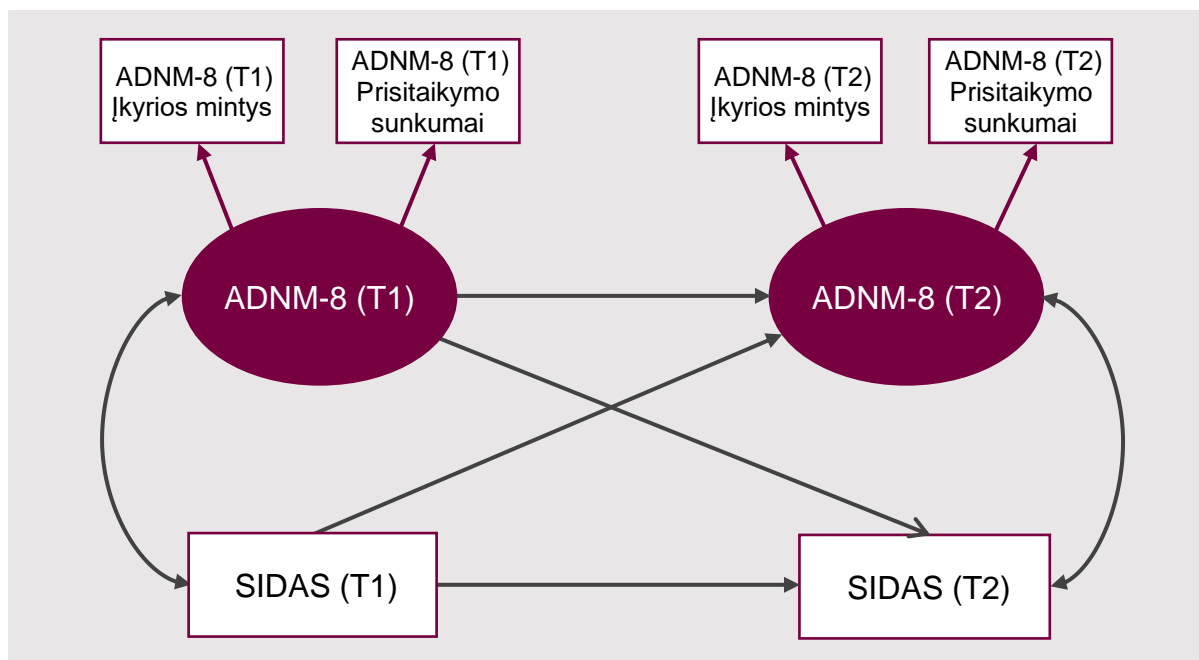 ADNM-8 (T1)
Įkyrios mintys
ADNM-8 (T1)
Prisitaikymo
sunkumai
ADNM-8 (T2)
Įkyrios mintys
ADNM-8 (T2)
Prisitaikymo
sunkumai
ADNM-8 (T1)
ADNM-8 (T2)
SIDAS (T1)
SIDAS (T2)